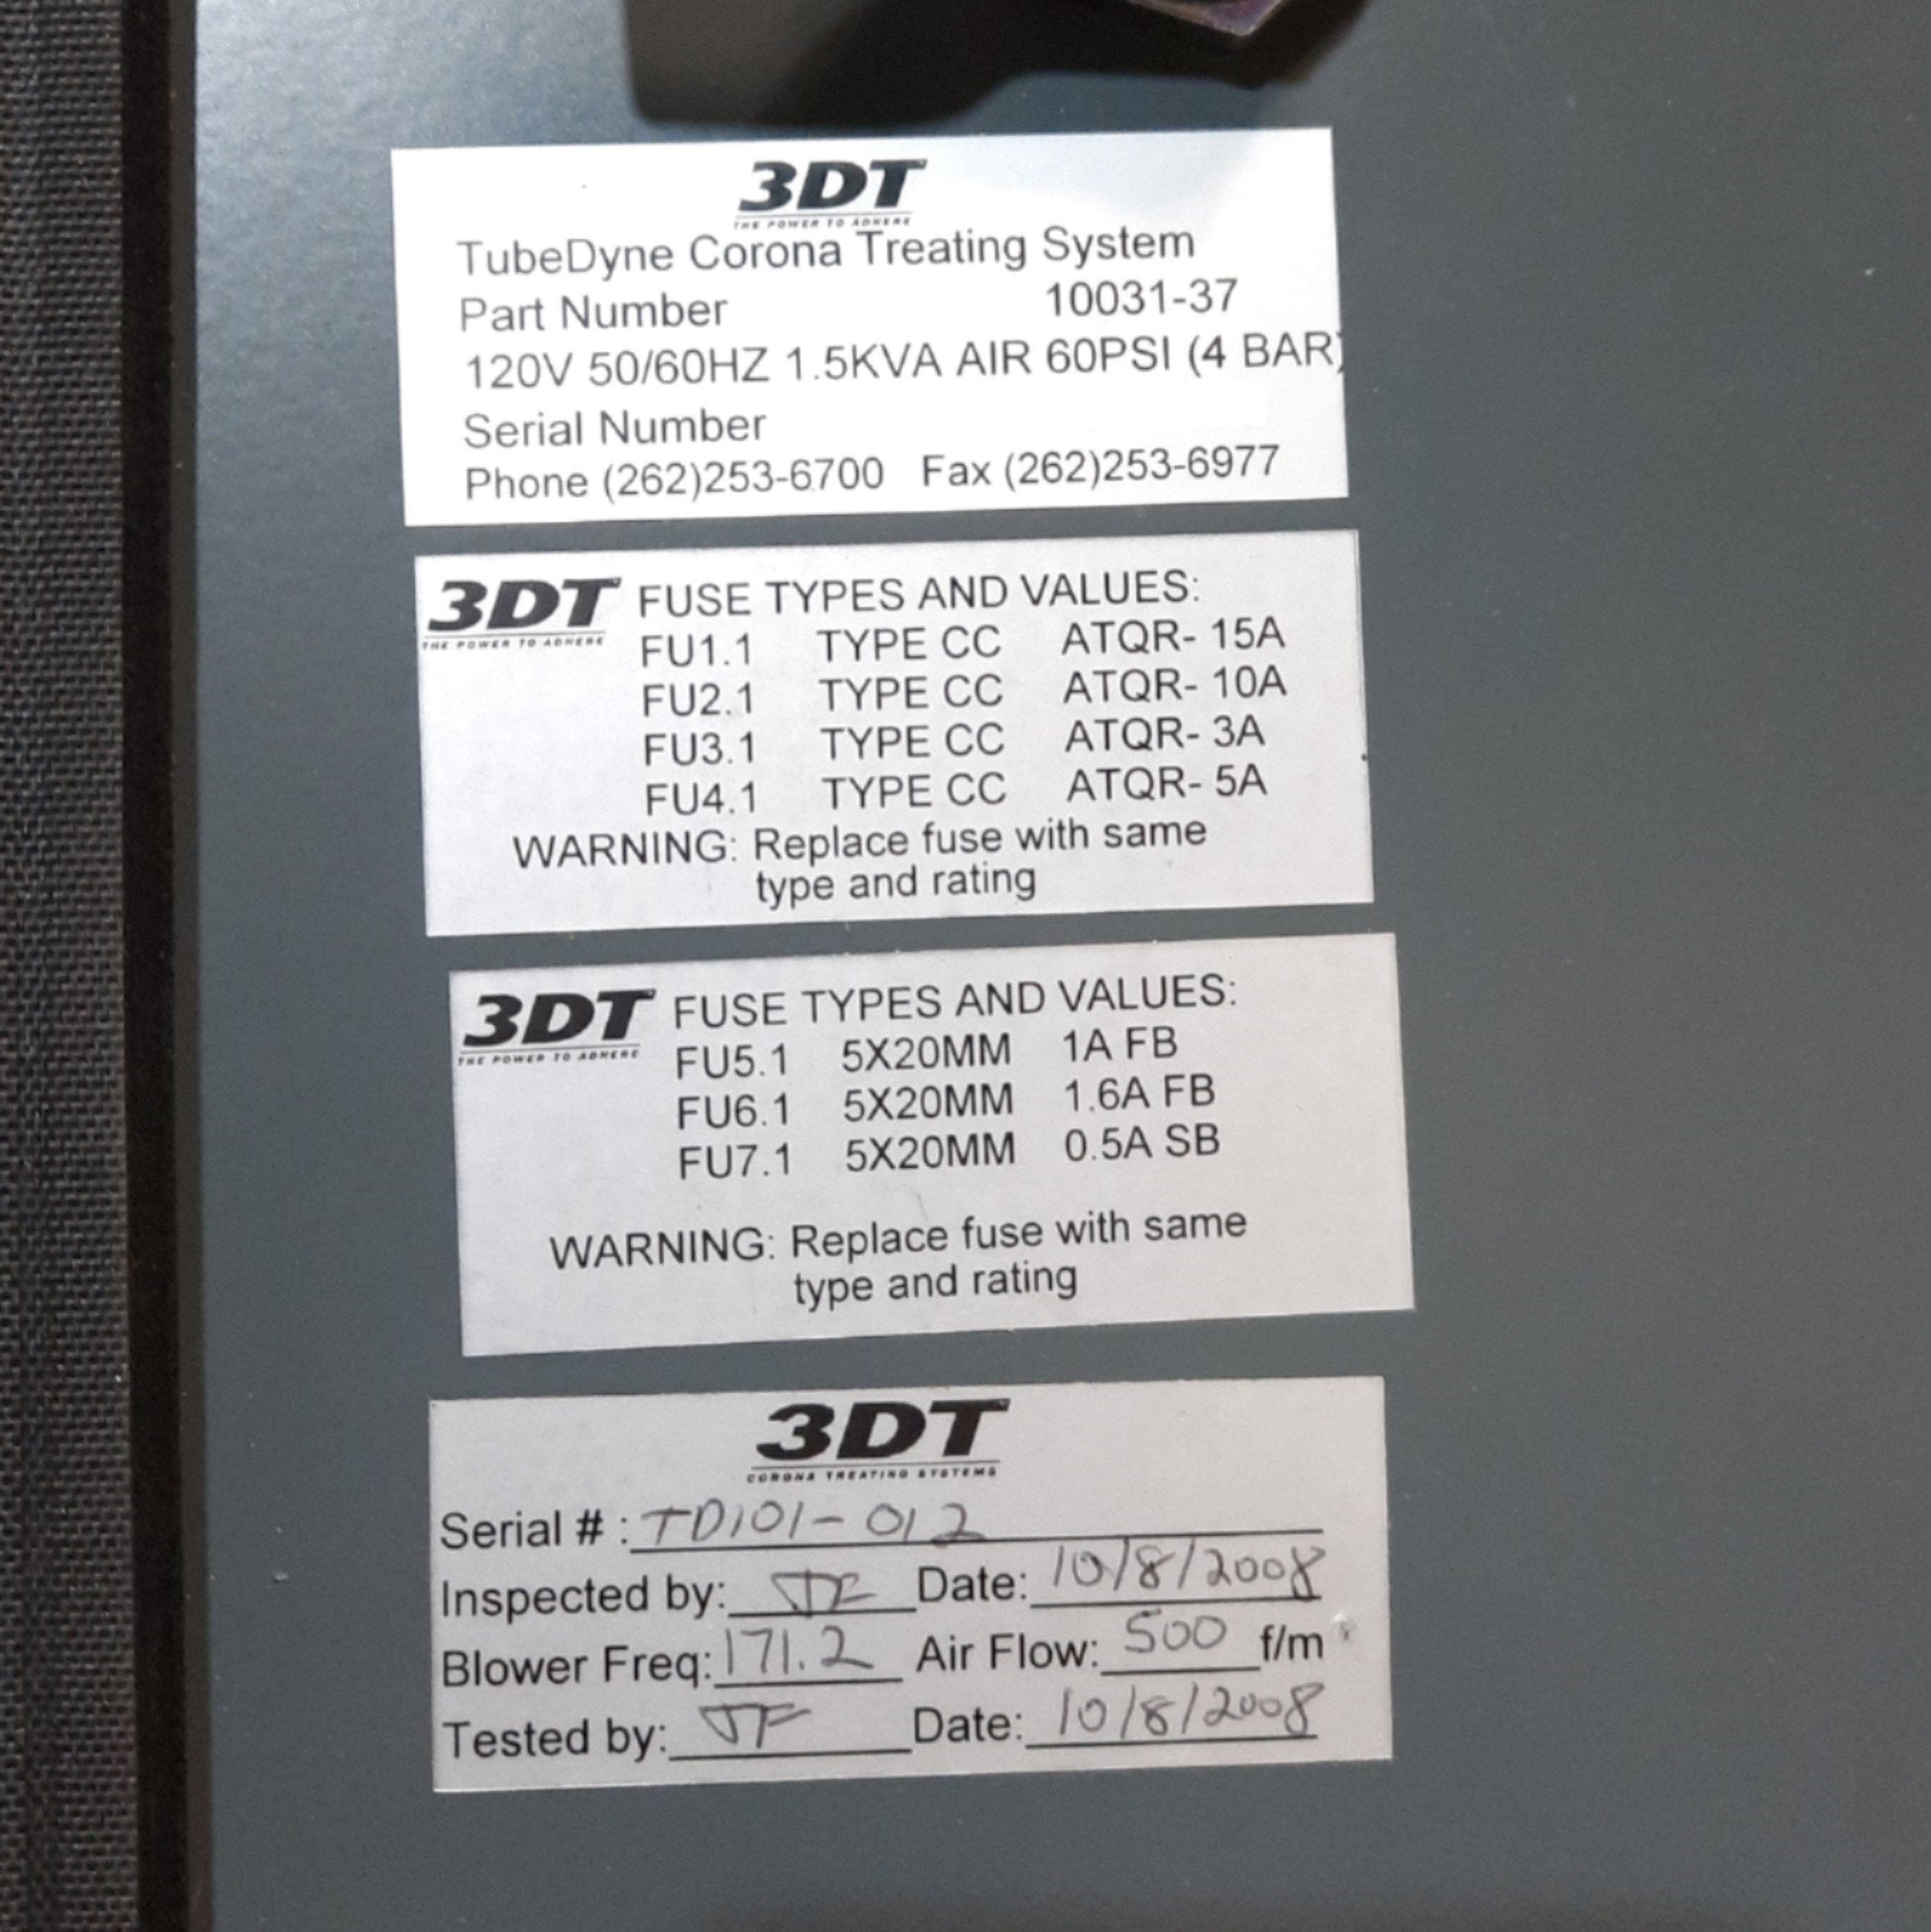 3DT
THE POWER TO ADHERE
TubeDyne Corona Treating System
Part Number 10031-37
120V 50/60HZ 1.5KVA AIR 60PSI (4 BAR)
Serial Number
Phone (262)253-6700 Fax (262)253-6977
3DT FUSE TYPES AND VALUES:
THE POWER TO ADHERE
FU1.1 TYPE CC ATQR- 15A
FU2.1 TYPE CC ATQR- 10A
FU3.1 TYPE CC ATQR- 3A
FU4.1 TYPE CC ATQR- 5A
WARNING: Replace fuse with same
type and rating
3DT FUSE TYPES AND VALUES:
THE POWER TO ADHERE
FU5.1 5X20MM 1A FB
FU6.1 5X20MM 1.6A FB
FU7.1 5X20MM 0.5A SB
WARNING: Replace fuse with same
type and rating
3DT
CORONA TREATING SYSTEMS
Serial # : TD101-012
Inspected by: JF Date: 10/8/2008
Blower Freq: 171.2 Air Flow: 500 f/m
Tested by: JF Date: 10/8/2008